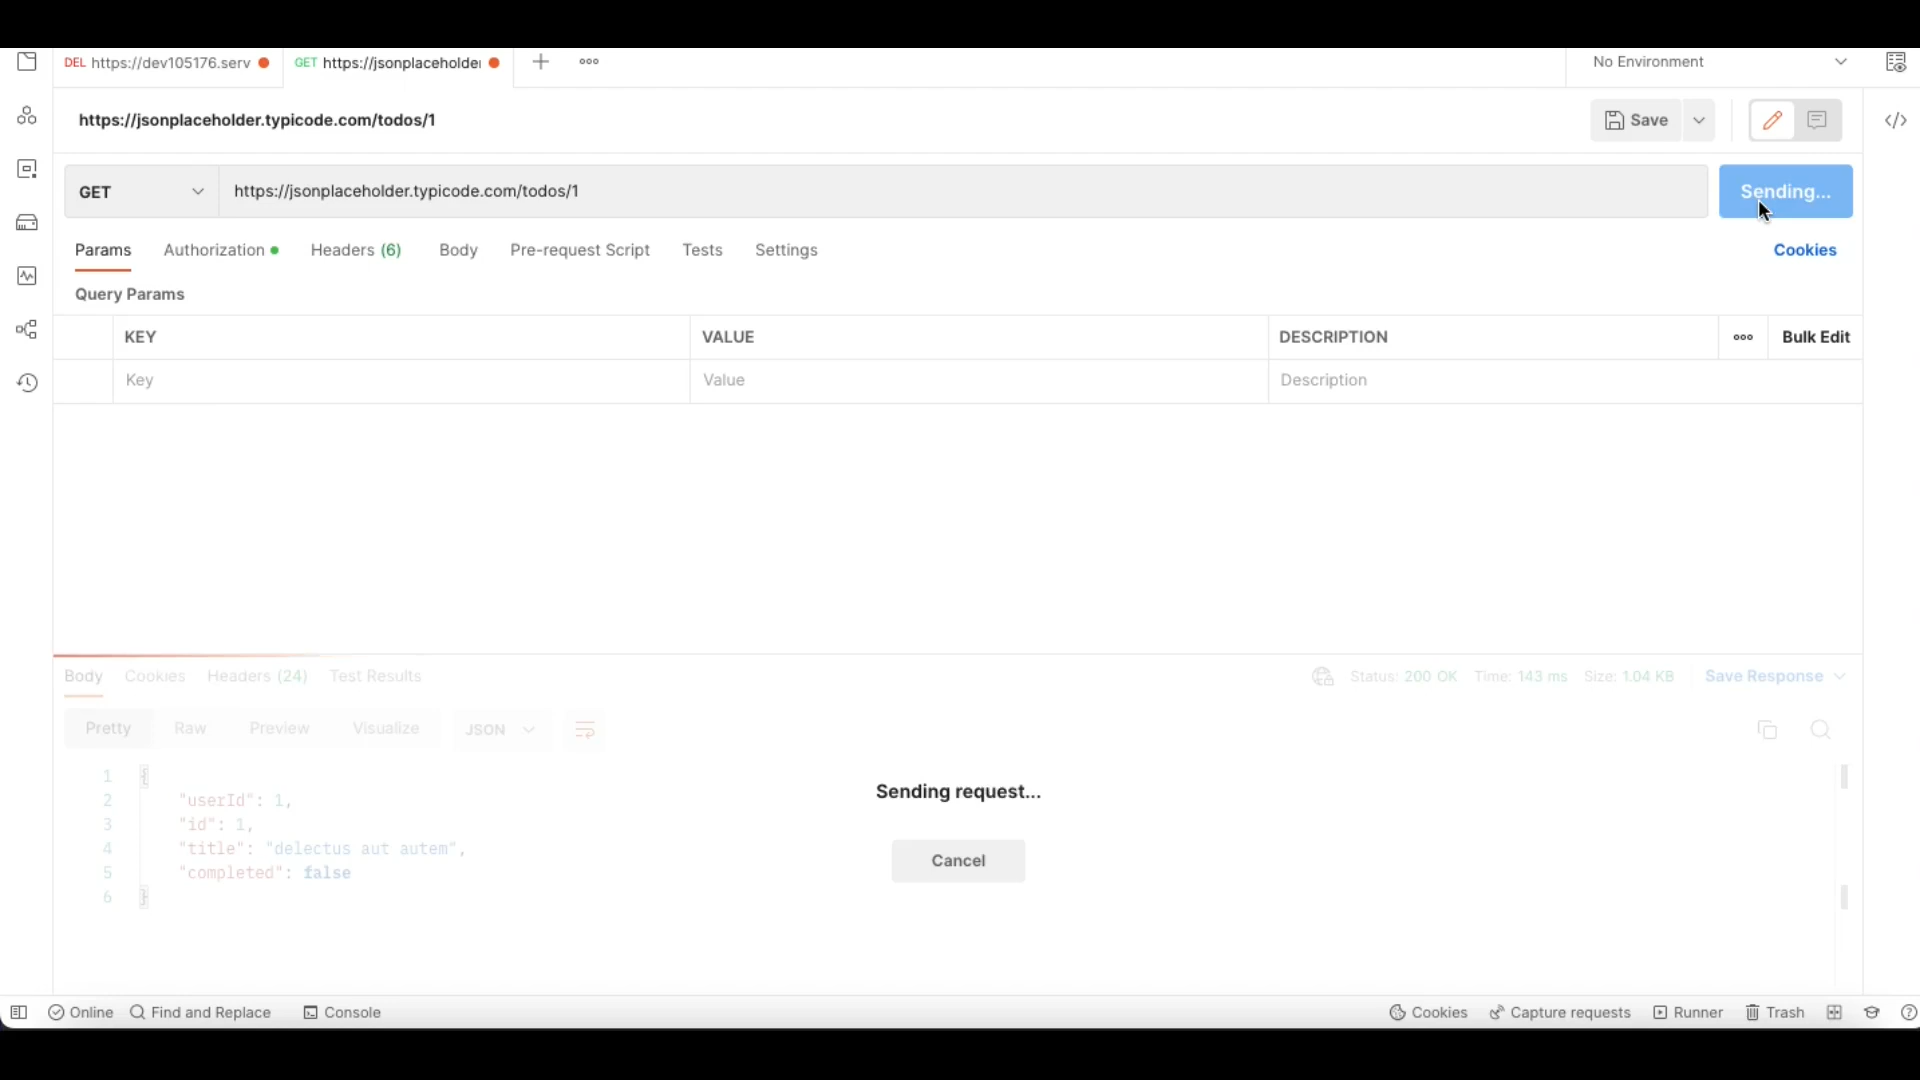 DEL https://dev105176.serv GET https://jsonplaceholde No Environment
https://jsonplaceholder.typicode.com/todos/1 Save
GET https://jsonplaceholder.typicode.com/todos/1 Sending...
Params Authorization Headers (6) Body Pre-request Script Tests Settings Cookies
Query Params
KEY VALUE DESCRIPTION Bulk Edit
Key Value Description
Body Cookies Headers (24) Test Results Status: 200 OK Time: 143 ms Size: 1.04 KB Save Response
Pretty Raw Preview Visualize JSON
1 {
2 "userId": 1,
3 "id": 1,
4 "title": "delectus aut autem",
5 "completed": false
6 }
Sending request...
Cancel
Online Find and Replace Console Cookies Capture requests Runner Trash